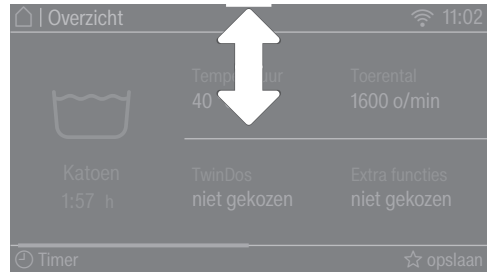 | Overzicht 11:02
Toerental
40 1600 o/min
Katoen TwinDos Extra functies
1:57 h niet gekozen niet gekozen
Timer opslaan